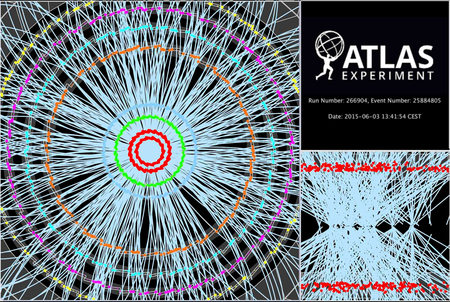 ATLAS
EXPERIMENT
Run Number: 266904, Event Number: 25884805
Date: 2015-06-03 13:41:54 CEST